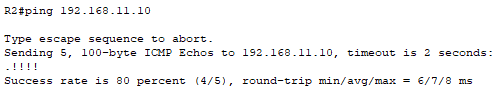 R2#ping 192.168.11.10
Type escape sequence to abort.
Sending 5, 100-byte ICMP Echos to 192.168.11.10, timeout is 2 seconds:
.!!!!
Success rate is 80 percent (4/5), round-trip min/avg/max = 6/7/8 ms